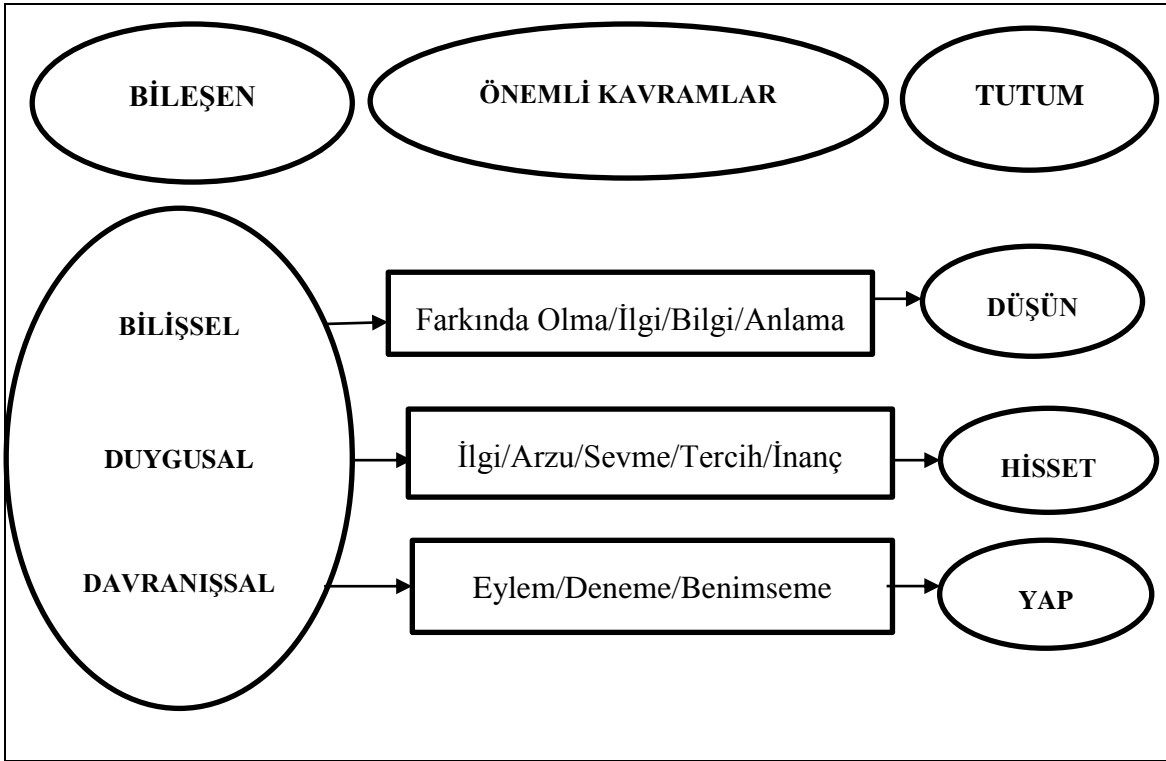 BİLEŞEN
ÖNEMLİ KAVRAMLAR
TUTUM
BİLİŞSEL
Farkında Olma/İlgi/Bilgi/Anlama
DÜŞÜN
DUYGUSAL
İlgi/Arzu/Sevme/Tercih/İnanç
HİSSET
DAVRANIŞSAL
Eylem/Deneme/Benimseme
YAP